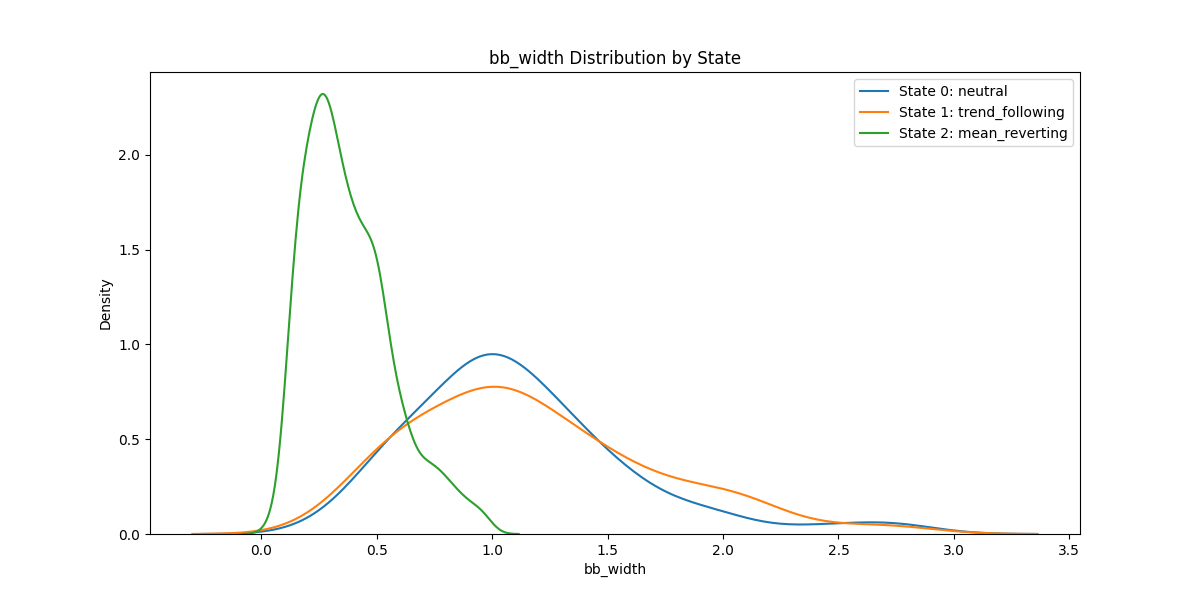 bb_width Distribution by State
State 0: neutral
State 1: trend_following
State 2: mean_reverting
Density
2.0
1.5
1.0
0.5
0.0
0.0 0.5 1.0 1.5 2.0 2.5 3.0 3.5
bb_width